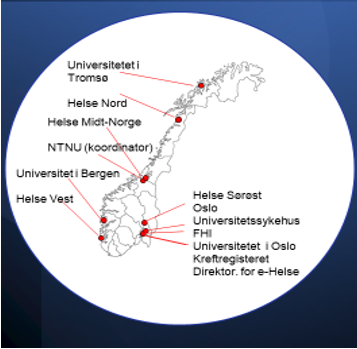 Universitetet i
Tromsø
Helse Nord
Helse Midt-Norge
NTNU (koordinator)
Universitet i Bergen
Helse Vest
Helse Sørøst
Oslo
Universitetssykehus
FHI
Universitetet i Oslo
Kreftregisteret
Direktor. for e-Helse